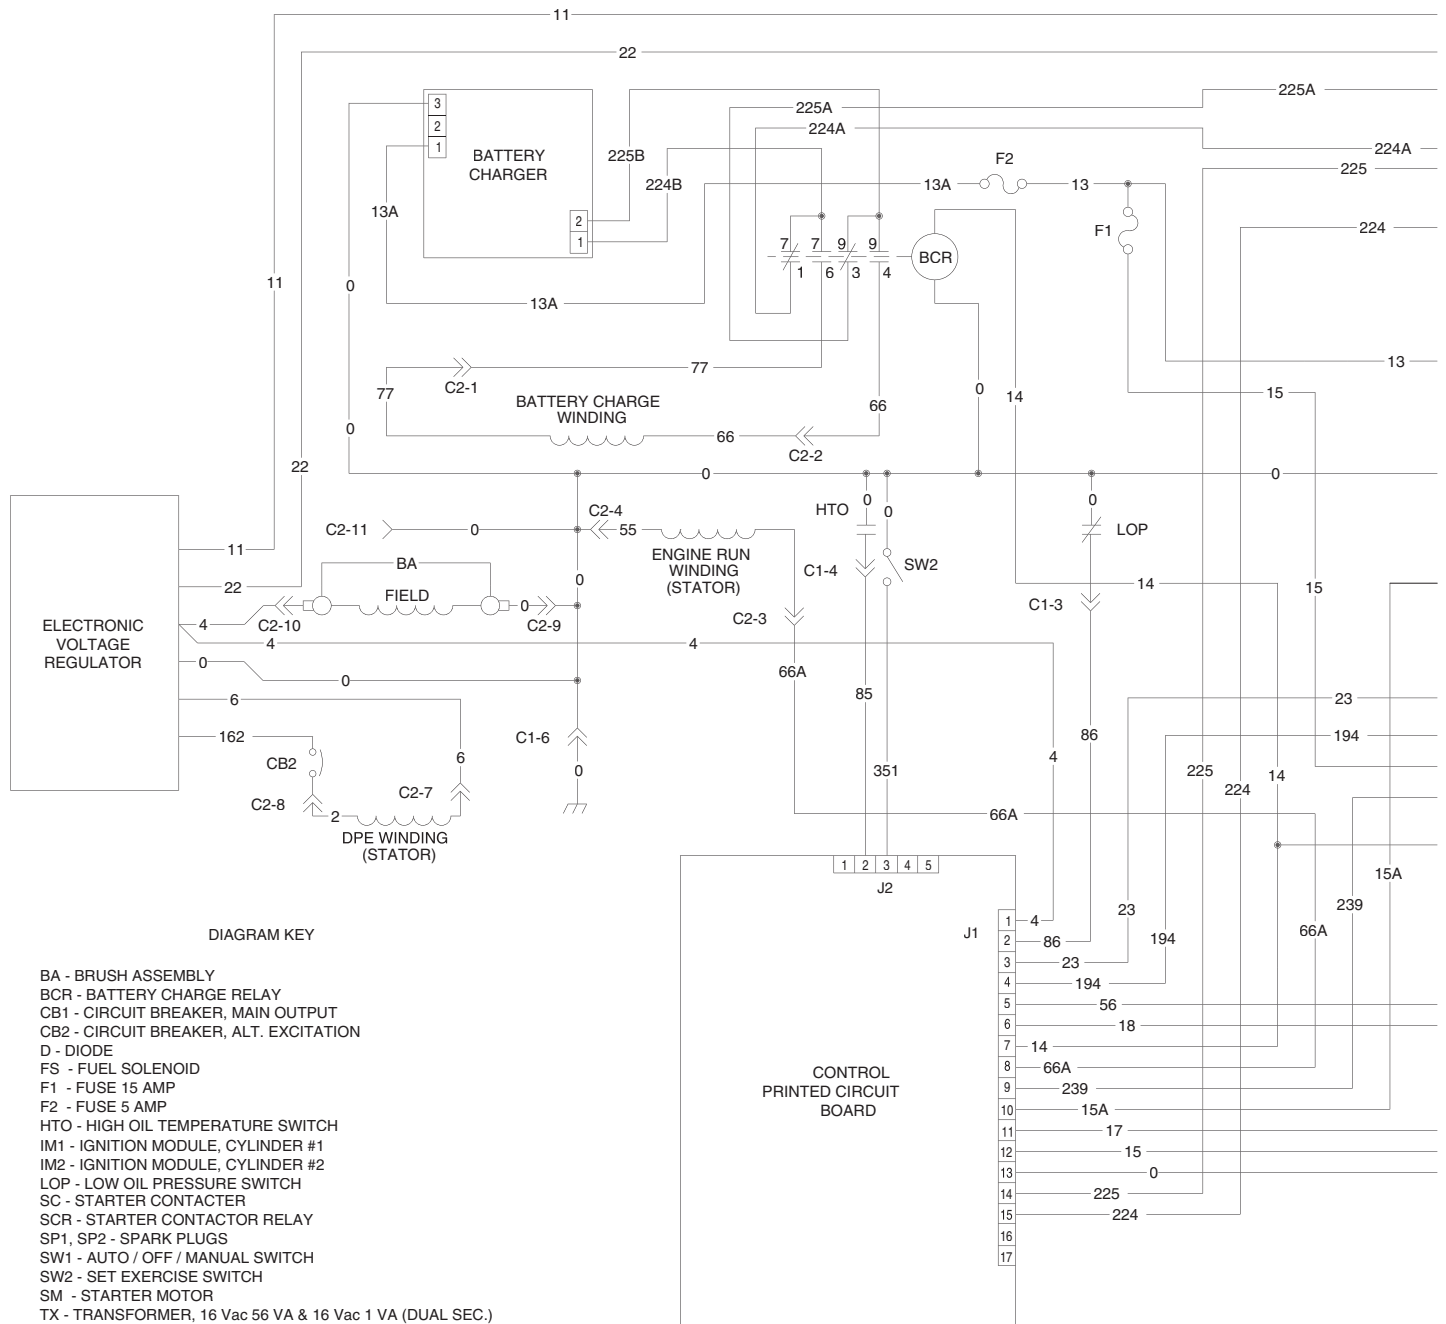 11
22
225A
225A
224A
224A
225
3
2
1
BATTERY
CHARGER
225B
224B
F2
13A
13
13A
2
1
F1
224
7
7
9
9
BCR
1
6
3
4
11
0
13A
77
C2-1
77
BATTERY CHARGE
WINDING
66
0
14
13
15
0
66
C2-2
22
0
0
C2-4
C2-11
0
55
HTO
0
0
0
LOP
11
BA
ENGINE RUN
WINDING
(STATOR)
C1-4
SW2
14
22
FIELD
0
15
ELECTRONIC
VOLTAGE
REGULATOR
4
C2-10
0
C2-9
C2-3
C1-3
4
4
0
0
66A
85
6
23
162
C1-6
86
194
CB2
6
0
351
4
225
14
C2-8
C2-7
224
2
66A
DPE WINDING
(STATOR)
1
2
3
4
5
J2
15A
239
23
66A
194
J1
1
4
2
86
3
23
4
194
5
56
6
18
7
14
8
66A
9
239
10
15A
11
17
12
15
13
0
14
225
15
224
16
17
CONTROL
PRINTED CIRCUIT
BOARD
DIAGRAM KEY
BA - BRUSH ASSEMBLY
BCR - BATTERY CHARGE RELAY
CB1 - CIRCUIT BREAKER, MAIN OUTPUT
CB2 - CIRCUIT BREAKER, ALT. EXCITATION
D - DIODE
FS - FUEL SOLENOID
F1 - FUSE 15 AMP
F2 - FUSE 5 AMP
HTO - HIGH OIL TEMPERATURE SWITCH
IM1 - IGNITION MODULE, CYLINDER #1
IM2 - IGNITION MODULE, CYLINDER #2
LOP - LOW OIL PRESSURE SWITCH
SC - STARTER CONTACTER
SCR - STARTER CONTACTOR RELAY
SP1, SP2 - SPARK PLUGS
SW1 - AUTO / OFF / MANUAL SWITCH
SW2 - SET EXERCISE SWITCH
SM - STARTER MOTOR
TX - TRANSFORMER, 16 Vac 56 VA & 16 Vac 1 VA (DUAL SEC.)